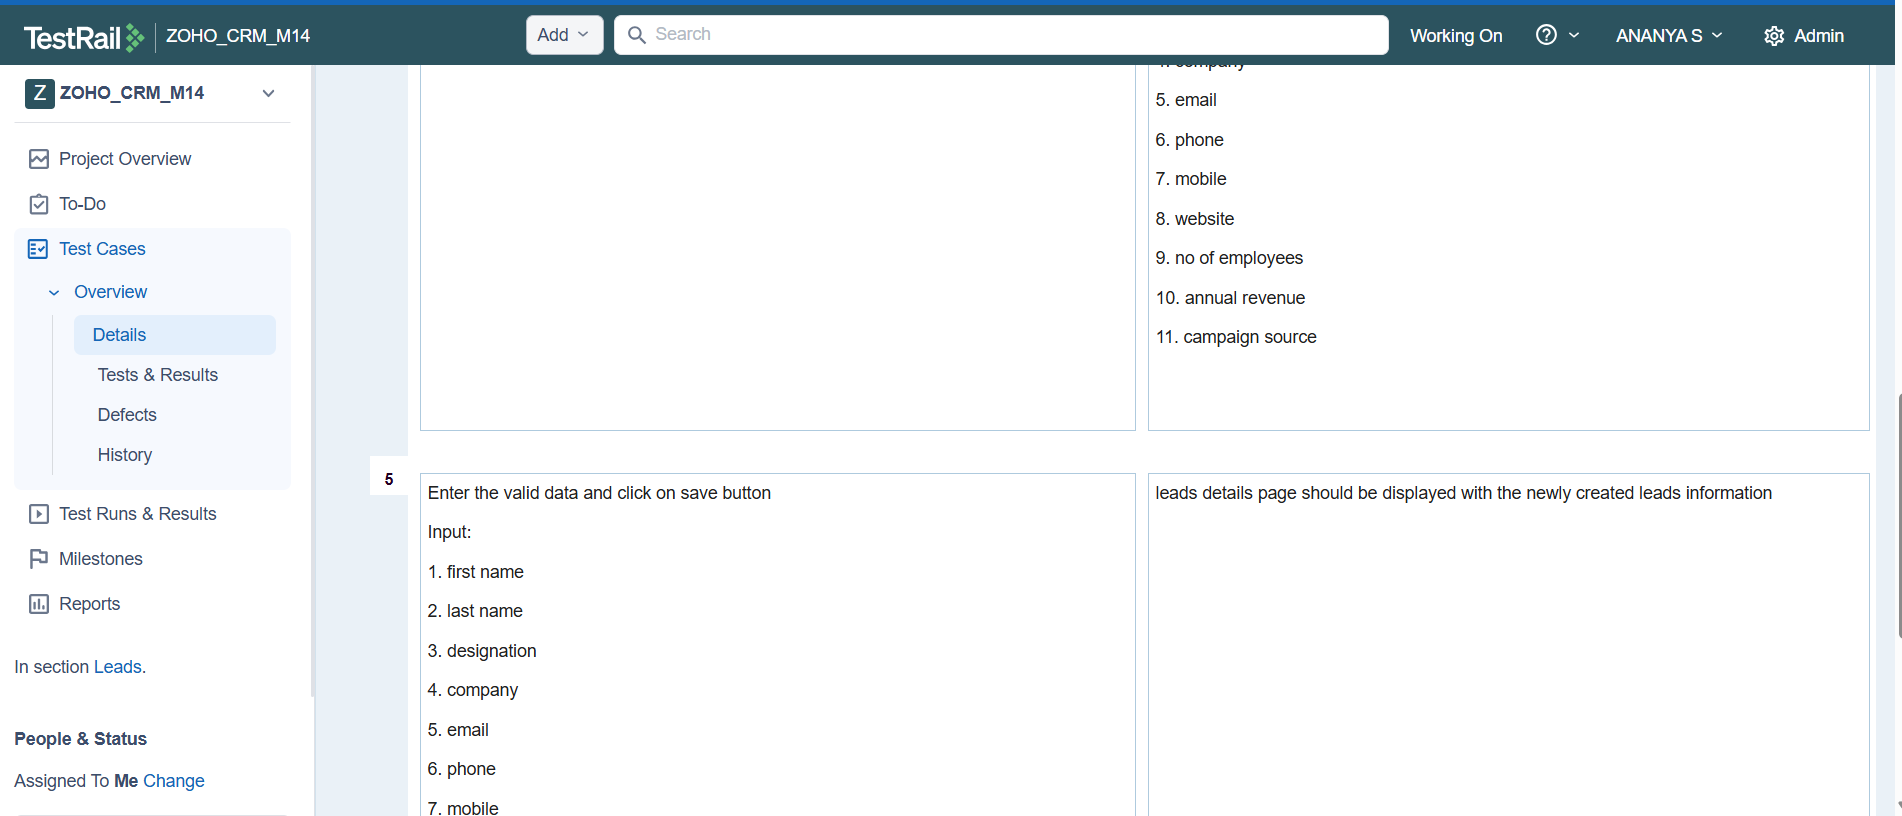 TestRail ZOHO_CRM_M14 Add Search Working On ANANYA S Admin
Z ZOHO_CRM_M14
Project Overview
To-Do
Test Cases
Overview
Details
Tests & Results
Defects
History
Test Runs & Results
Milestones
Reports
In section Leads.
People & Status
Assigned To Me Change
4. company
5. email
6. phone
7. mobile
8. website
9. no of employees
10. annual revenue
11. campaign source
5
Enter the valid data and click on save button
Input:
1. first name
2. last name
3. designation
4. company
5. email
6. phone
7. mobile
leads details page should be displayed with the newly created leads information